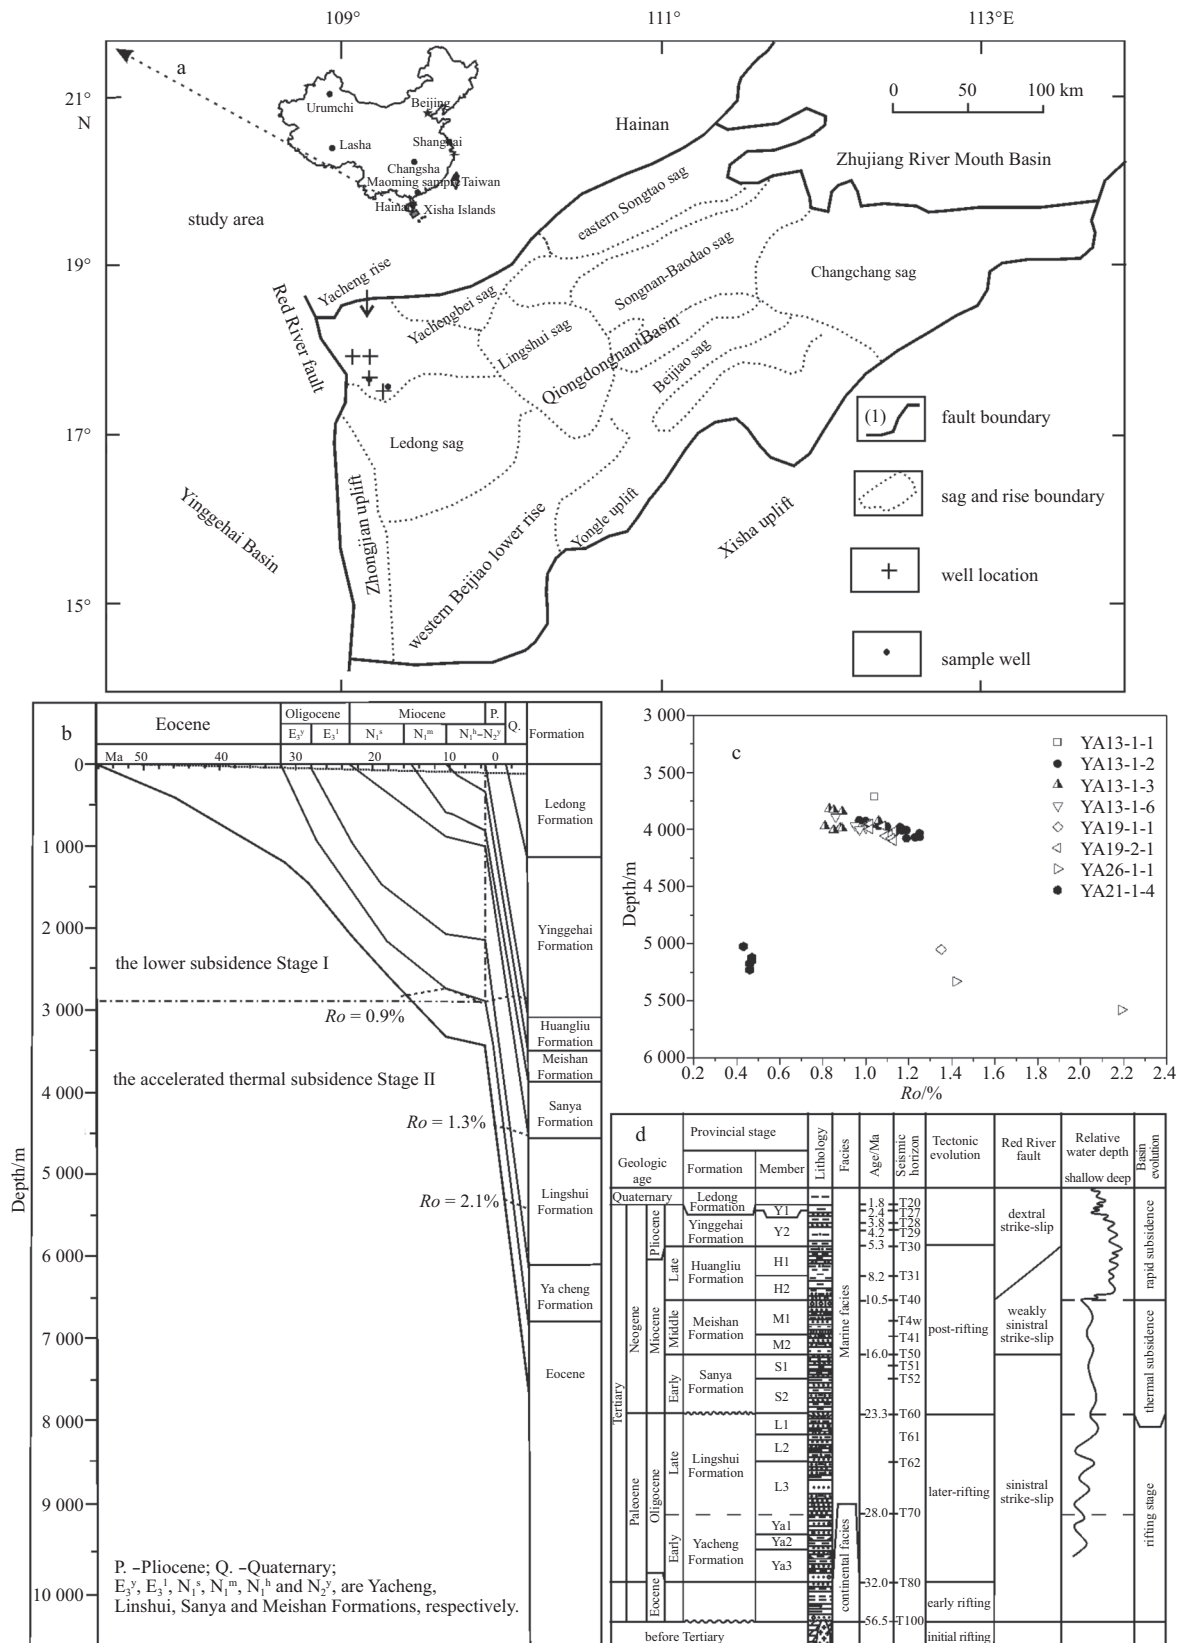 109°
111°
113°E
21°
N
19°
17°
15°
a
Urumchi
Beijing
Lasha
Shanghai
Changsha
Maoming sample
Taiwan
Hainan
Xisha Islands
study area
Hainan
0 50 100 km
Zhujiang River Mouth Basin
eastern Songtao sag
Songnan-Baodao sag
Changchang sag
Yacheng rise
Yachengbei sag
Red River fault
Lingshui sag
Qiongdongnan Basin
Beijiao sag
Ledong sag
Zhongjian uplift
Yinggehai Basin
western Beijiao lower rise
Yongle uplift
Xisha uplift
(1) fault boundary
sag and rise boundary
well location
sample well
b
Eocene
Oligocene
Miocene
P.
Q.
Formation
E₃ʸ E₃ˡ N₁ˢ N₁ᵐ N₁ʰ−N₂ʸ
Ma 50 40 30 20 10 0
0
1 000
2 000
3 000
4 000
5 000
6 000
7 000
8 000
9 000
10 000
Depth/m
the lower subsidence Stage I
Ro = 0.9%
the accelerated thermal subsidence Stage II
Ro = 1.3%
Ro = 2.1%
Ledong
Formation
Yinggehai
Formation
Huangliu
Formation
Meishan
Formation
Sanya
Formation
Lingshui
Formation
Ya cheng
Formation
Eocene
P. –Pliocene; Q. –Quaternary;
E₃ʸ, E₃ˡ, N₁ˢ, N₁ᵐ, N₁ʰ and N₂ʸ, are Yacheng,
Linshui, Sanya and Meishan Formations, respectively.
c
3 000
3 500
4 000
4 500
5 000
5 500
6 000
Depth/m
0.2 0.4 0.6 0.8 1.0 1.2 1.4 1.6 1.8 2.0 2.2 2.4
Ro/%
YA13-1-1
YA13-1-2
YA13-1-3
YA13-1-6
YA19-1-1
YA19-2-1
YA26-1-1
YA21-1-4
d
Geologic
age
Provincial stage
Formation
Member
Lithology
Facies
Age/Ma
Seismic
horizon
Tectonic
evolution
Red River
fault
Relative
water depth
shallow deep
Basin
evolution
Quaternary
Tertiary
Neogene
Paleoene
Pliocene
Miocene
Oligocene
Eocene
Late
Middle
Early
Late
Early
before Tertiary
Ledong
Formation
Yinggehai
Formation
Huangliu
Formation
Meishan
Formation
Sanya
Formation
Lingshui
Formation
Yacheng
Formation
Y1
Y2
H1
H2
M1
M2
S1
S2
L1
L2
L3
Ya1
Ya2
Ya3
Marine facies
continental facies
1.8 T20
2.4 T27
3.8 T28
4.2 T29
5.3 T30
8.2 T31
10.5 T40
T4w
T41
16.0 T50
T51
T52
23.3 T60
T61
T62
28.0 T70
32.0 T80
56.5 T100
post-rifting
later-rifting
early rifting
initial rifting
dextral
strike-slip
weakly
sinistral
strike-slip
sinistral
strike-slip
rapid subsidence
thermal subsidence
rifting stage